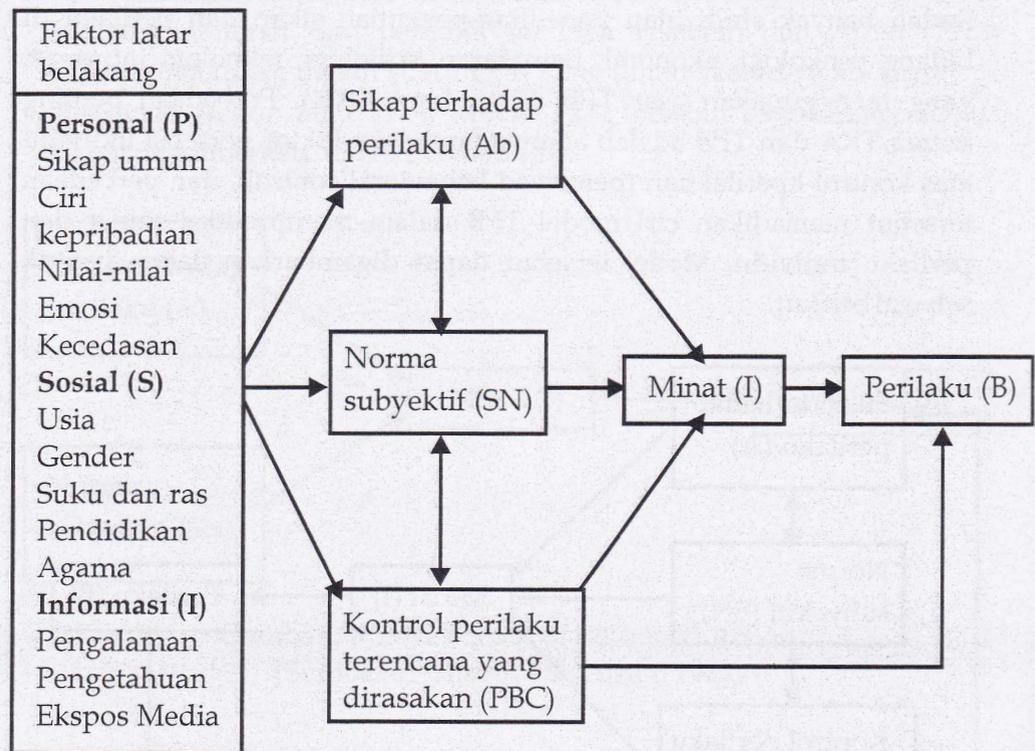 Faktor latar
belakang
Personal (P)
Sikap umum
Ciri
kepribadian
Nilai-nilai
Emosi
Kecedasan
Sosial (S)
Usia
Gender
Suku dan ras
Pendidikan
Agama
Informasi (I)
Pengalaman
Pengetahuan
Ekspos Media
Sikap terhadap
perilaku (Ab)
Norma
subyektif (SN)
Kontrol perilaku
terencana yang
dirasakan (PBC)
Minat (I)
Perilaku (B)